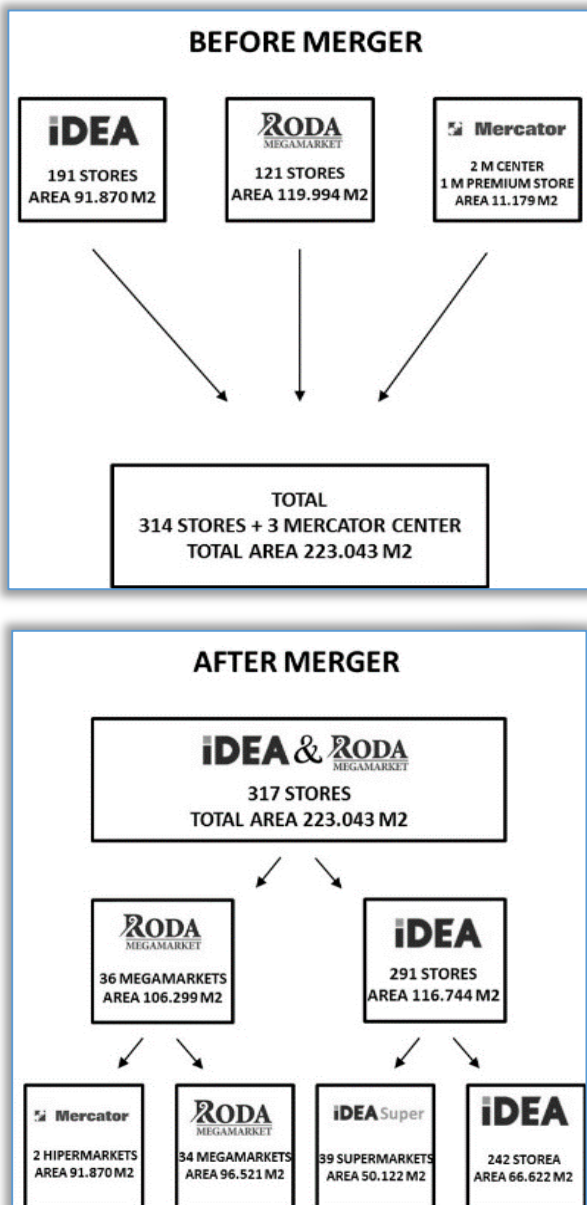 BEFORE MERGER
iDEA
191 STORES
AREA 91.870 M2
RODA
MEGAMARKET
121 STORES
AREA 119.994 M2
Mercator
2 M CENTER
1 M PREMIUM STORE
AREA 11.179 M2
TOTAL
314 STORES + 3 MERCATOR CENTER
TOTAL AREA 223.043 M2
AFTER MERGER
iDEA & RODA
MEGAMARKET
317 STORES
TOTAL AREA 223.043 M2
RODA
MEGAMARKET
36 MEGAMARKETS
AREA 106.299 M2
iDEA
291 STORES
AREA 116.744 M2
Mercator
2 HIPERMARKETS
AREA 91.870 M2
RODA
MEGAMARKET
34 MEGAMARKETS
AREA 96.521 M2
iDEA Super
39 SUPERMARKETS
AREA 50.122 M2
iDEA
242 STOREA
AREA 66.622 M2